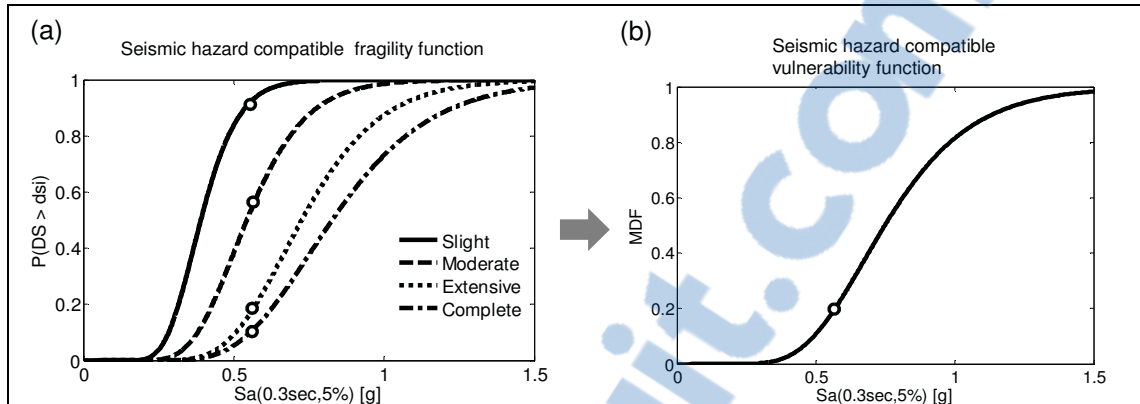 (a)
Seismic hazard compatible fragility function
1
0.8
0.6
0.4
0.2
0
P(DS > dsi)
Slight
Moderate
Extensive
Complete
0
0.5
1
1.5
Sa(0.3sec,5%) [g]
(b)
Seismic hazard compatible
vulnerability function
1
0.8
0.6
0.4
0.2
0
MDF
0
0.5
1
1.5
Sa(0.3sec,5%) [g]
it.com